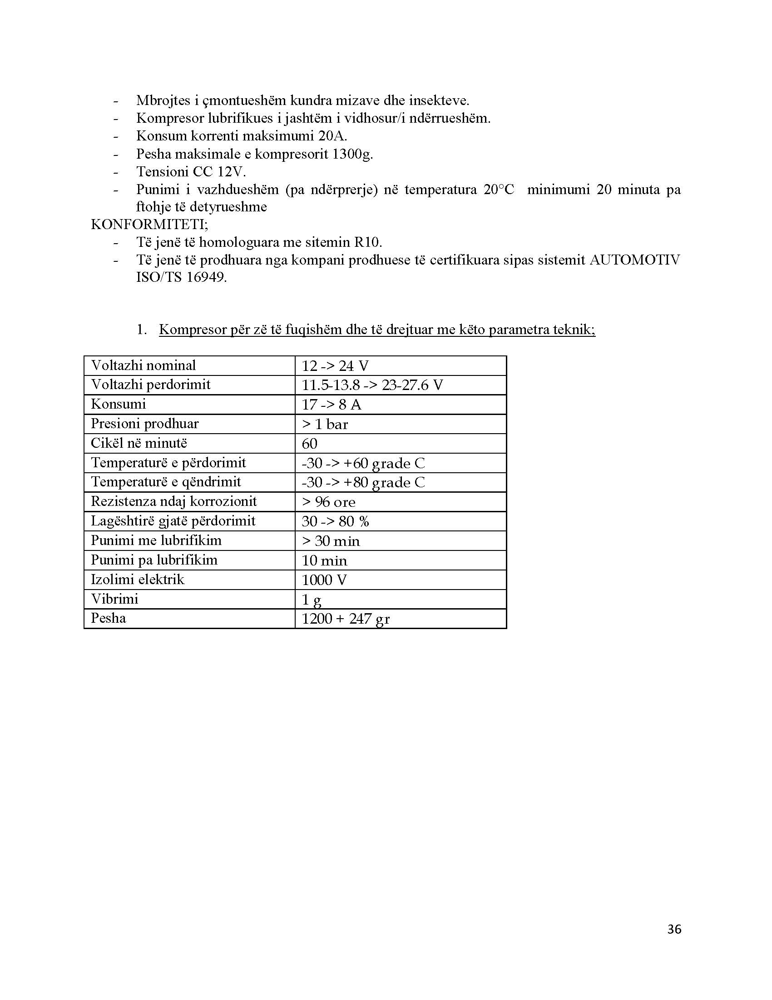 - Mbrojtes i çmontueshëm kundra mizave dhe insekteve.
- Kompresor lubrifikues i jashtëm i vidhosur/i ndërrueshëm.
- Konsum korrenti maksimumi 20A.
- Pesha maksimale e kompresorit 1300g.
- Tensioni CC 12V.
- Punimi i vazhdueshëm (pa ndërprerje) në temperatura 20°C minimumi 20 minuta pa
ftohje të detyrueshme
KONFORMITETI;
- Të jenë të homologuara me sitemin R10.
- Të jenë të prodhuara nga kompani prodhuese të certifikuara sipas sistemit AUTOMOTIV
ISO/TS 16949.
1. Kompresor për zë të fuqishëm dhe të drejtuar me këto parametra teknik;
Voltazhi nominal 12 -> 24 V
Voltazhi perdorimit 11.5-13.8 -> 23-27.6 V
Konsumi 17 -> 8 A
Presioni prodhuar > 1 bar
Cikël në minutë 60
Temperaturë e përdorimit -30 -> +60 grade C
Temperaturë e qëndrimit -30 -> +80 grade C
Rezistenza ndaj korrozionit > 96 ore
Lagështirë gjatë përdorimit 30 -> 80 %
Punimi me lubrifikim > 30 min
Punimi pa lubrifikim 10 min
Izolimi elektrik 1000 V
Vibrimi 1 g
Pesha 1200 + 247 gr
36